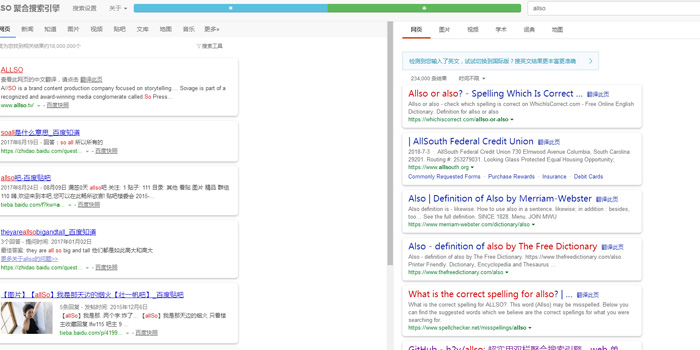 SO 聚合搜索引擎
搜索设置
关于
allso
网页 新闻 知道 图片 视频 贴吧 文库 地图 音乐 更多»
为您找到相关结果约18,000,000个
搜索工具
ALLSO
查看此网页的中文翻译，请点击 翻译此页
AllSO is a brand content production company focused on storytelling.... Sovage is part of a
recognized and award-winning media conglomerate called So Press...
www.allso.tv/ - 百度快照
soall是什么意思_百度知道
2017年6月19日 - 回答: so all 所以所有的
https://zhidao.baidu.com/quest... - 百度快照
allso吧-百度贴吧
2017年8月24日 - 08月09日 漏签0天 allso吧 关注: 1 贴子: 111 目录: 其他 看贴 图片 精品 群组
110 嗨,欢迎来到本吧,您可以在此畅所欲言! 贴吧楼委会 2015-...
tieba.baidu.com/f?kw=a... - 百度快照
theyareallsobigandtall_百度知道
3个回答 - 提问时间: 2017年01月02日
最佳答案: they are all so big and tall 他们都是如此高大和高大
更多关于allso的问题>>
https://zhidao.baidu.com/quest... - 百度快照
【图片】【allSo】我是那天边的烟火【壮一帆吧】_百度贴吧
5条回复 - 发帖时间: 2016年12月6日
【allSo】我是那
【allSo】我是那天边的烟火 只看楼
tieba.baidu.com/p/4199... - 百度快照
网页 图片 视频 学术 词典 地图
检测到您输入了英文，试试切换到国际版？搜英文结果更丰富更准确
234,000 条结果 时间不限
Allso or also? - Spelling Which Is Correct ... 翻译此页
Allso or also - check which spelling is correct on WhichIsCorrect.com - Free Online English
Dictionary. Definition for allso or also
https://whichiscorrect.com/allso-or-also
| AllSouth Federal Credit Union 翻译此页
2018-7-3 · AllSouth Federal Credit Union 730 Elmwood Avenue Columbia, South Carolina
29201. Routing #: 253279031. Looking Glass Protected Equal Housing Opportunity;
https://www.allsouth.org
Commonly Requested Forms · Purchase Rewards · Insurance · Debit Cards
Also | Definition of Also by Merriam-Webster 翻译此页
Also definition is - likewise. How to use also in a sentence. likewise; in addition : besides,
too… See the full definition. SINCE 1828. Menu. JOIN MWU
https://www.merriam-webster.com/dictionary/also
Also - definition of also by The Free Dictionary 翻译此页
Also - definition of also by The Free Dictionary. https://www.thefreedictionary.com/also
Printer Friendly. Dictionary, Encyclopedia and Thesaurus ...
https://www.thefreedictionary.com/also
What is the correct spelling for allso? | ... 翻译此页
What is the correct spelling for ALLSO? This word (Allso) may be misspelled. Below you
can find the suggested words which we believe are the correct spellings for what you were
searching for.
https://www.spellchecker.net/misspellings/allso